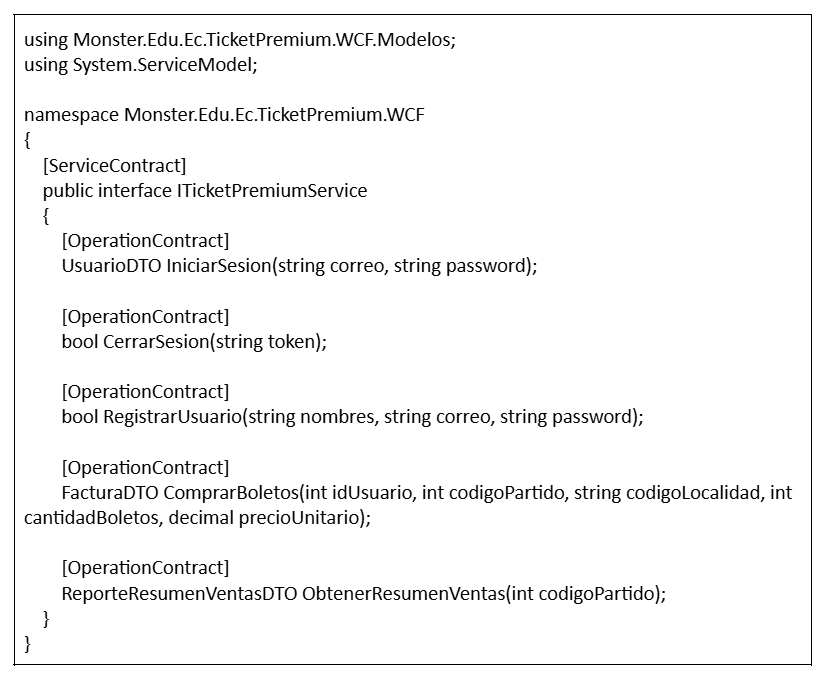 using Monster.Edu.Ec.TicketPremium.WCF.Modelos;
using System.ServiceModel;

namespace Monster.Edu.Ec.TicketPremium.WCF
{
    [ServiceContract]
    public interface ITicketPremiumService
    {
        [OperationContract]
        UsuarioDTO IniciarSesion(string correo, string password);

        [OperationContract]
        bool CerrarSesion(string token);

        [OperationContract]
        bool RegistrarUsuario(string nombres, string correo, string password);

        [OperationContract]
        FacturaDTO ComprarBoletos(int idUsuario, int codigoPartido, string codigoLocalidad, int
cantidadBoletos, decimal precioUnitario);

        [OperationContract]
        ReporteResumenVentasDTO ObtenerResumenVentas(int codigoPartido);
    }
}